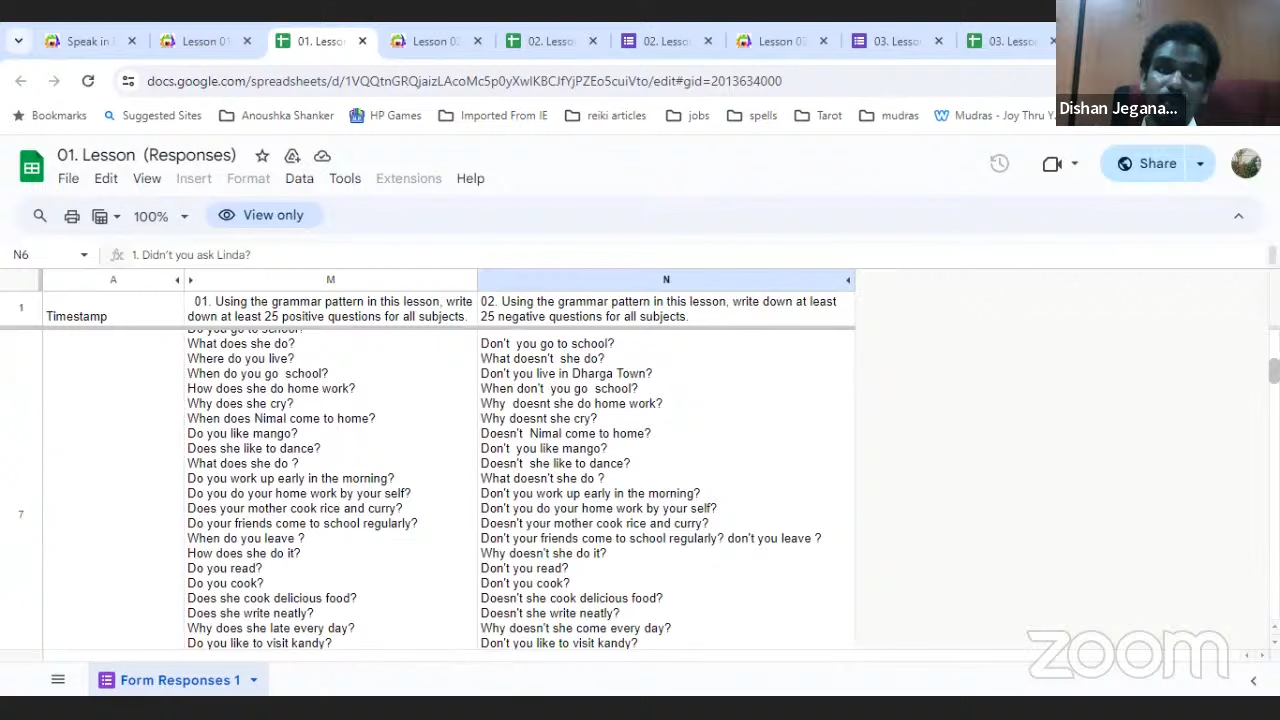 Speak in
Lesson 01
01. Lesso
Lesson 0
02. Lesso
02. Lesso
Lesson 0
03. Lesso
03. Lesso
docs.google.com/spreadsheets/d/1VQQtnGRQjaizLAcoMc5p0yXwIKBCJfYjPZEo5cuiVto/edit#gid=2013634000
Bookmarks
Suggested Sites
Anoushka Shanker
HP Games
Imported From IE
reiki articles
jobs
spells
Tarot
mudras
Mudras - Joy Thru Y
Dishan Jegana...
01. Lesson (Responses)
File Edit View Insert Format Data Tools Extensions Help
Share
100%
View only
N6
fx 1. Didn't you ask Linda?
A M N
1
Timestamp
01. Using the grammar pattern in this lesson, write
down at least 25 positive questions for all subjects.
02. Using the grammar pattern in this lesson, write down at least
25 negative questions for all subjects.
7
Do you go to school?
What does she do?
Where do you live?
When do you go  school?
How does she do home work?
Why does she cry?
When does Nimal come to home?
Do you like mango?
Does she like to dance?
What does she do ?
Do you work up early in the morning?
Do you do your home work by your self?
Does your mother cook rice and curry?
Do your friends come to school regularly?
When do you leave ?
How does she do it?
Do you read?
Do you cook?
Does she cook delicious food?
Does she write neatly?
Why does she late every day?
Do you like to visit kandy?
Don't  you go to school?
What doesn't  she do?
Don't you live in Dharga Town?
When don't  you go  school?
Why  doesnt she do home work?
Why doesnt she cry?
Doesn't  Nimal come to home?
Don't  you like mango?
Doesn't  she like to dance?
What doesn't she do ?
Don't you work up early in the morning?
Don't you do your home work by your self?
Doesn't your mother cook rice and curry?
Don't your friends come to school regularly? don't you leave ?
Why doesn't she do it?
Don't you read?
Don't you cook?
Doesn't she cook delicious food?
Doesn't she write neatly?
Why doesn't she come every day?
Don't you like to visit kandy?
zoom
Form Responses 1